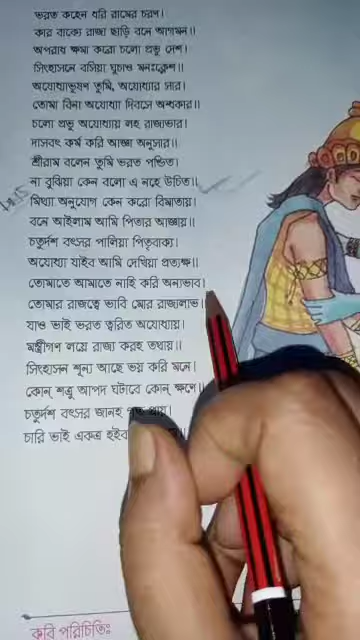 ভরত কহেন ধরি রামের চরণ।
কার বাক্যে রাজ্য ছাড়ি বনে আগমন॥
অপরাধ ক্ষমা করো চলো প্রভু দেশ।
সিংহাসনে বসিয়া ঘুচাও মনঃক্লেশ॥
অযোধ্যাভূষণ তুমি, অযোধ্যার সার।
তোমা বিনা অযোধ্যা দিবসে অন্ধকার॥
চলো প্রভু অযোধ্যায় লহ রাজ্যভার।
দাসবৎ কর্ম করি আজ্ঞা অনুসার॥
শ্রীরাম বলেন তুমি ভরত পণ্ডিত।
না বুঝিয়া কেন বলো এ নহে উচিত॥
মিথ্যা অনুযোগ কেন করো বিমাতায়।
বনে আইলাম আমি পিতার আজ্ঞায়॥
চতুর্দশ বৎসর পালিয়া পিতৃবাক্য।
অযোধ্যা যাইব আমি দেখিয়া প্রত্যক্ষ॥
তোমাতে আমাতে নাহি করি অন্যভাব।
তোমার রাজত্বে ভাবি মোর রাজ্যলাভ॥
যাও ভাই ভরত ত্বরিত অযোধ্যায়।
মন্ত্রীগণ লয়ে রাজ্য করহ তথায়॥
সিংহাসন শূন্য আছে ভয় করি মনে।
কোন্ শত্রু আপদ ঘটাবে কোন্ ক্ষণে॥
চতুর্দশ বৎসর জানহ প্রায়।
চারি ভাই একত্র হইব
কবি পরিচিতিঃ